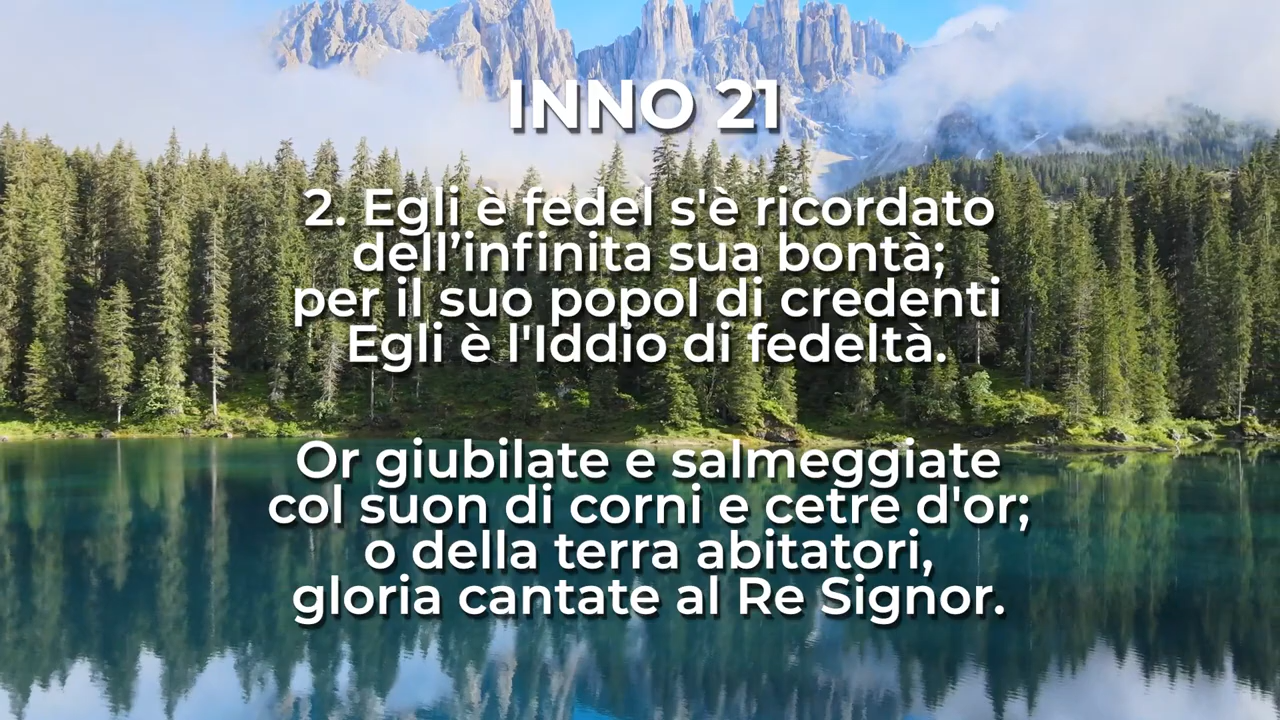 INNO 21
2. Egli è fedel s'è ricordato
dell’infinita sua bontà;
per il suo popol di credenti
Egli è l'Iddio di fedeltà.
Or giubilate e salmeggiate
col suon di corni e cetre d'or;
o della terra abitatori,
gloria cantate al Re Signor.